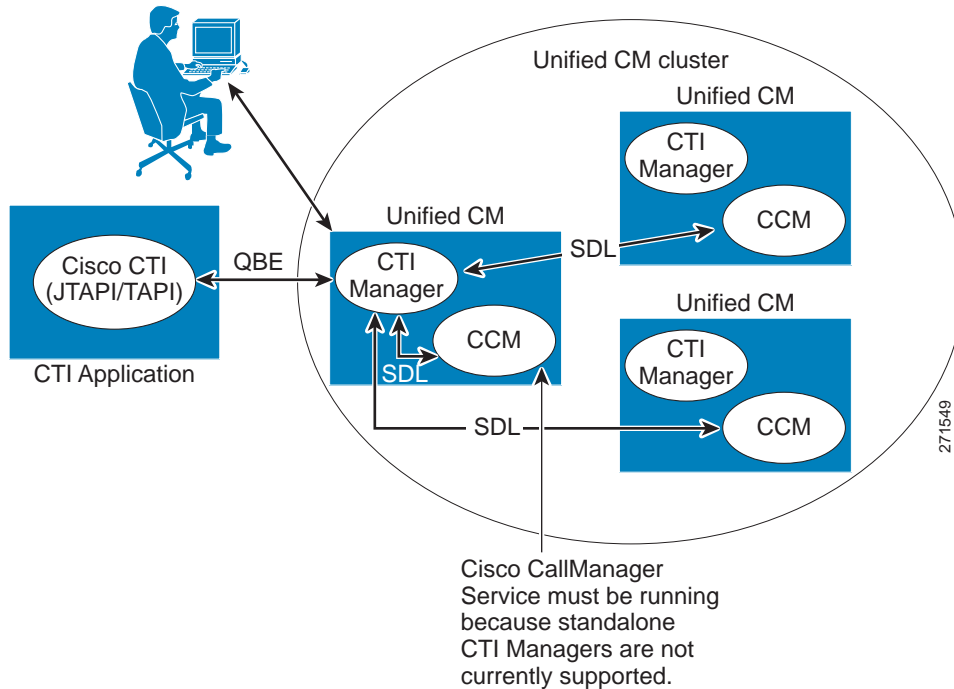 Unified CM cluster
Unified CM
CTI
Manager
CCM
SDL
Unified CM
CTI
Manager
CCM
SDL
QBE
Cisco CTI
(JTAPI/TAPI)
CTI Application
Unified CM
CTI
Manager
CCM
SDL
271549
Cisco CallManager
Service must be running
because standalone
CTI Managers are not
currently supported.